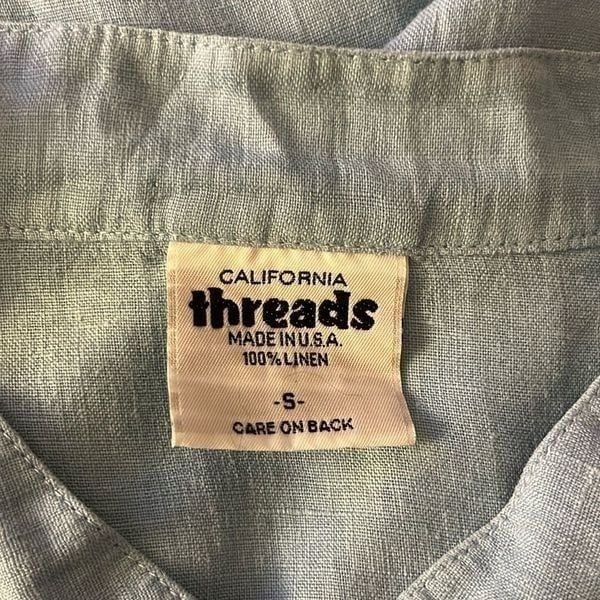 CALIFORNIA
threads
MADE IN U.S.A.
100% LINEN
-S-
CARE ON BACK